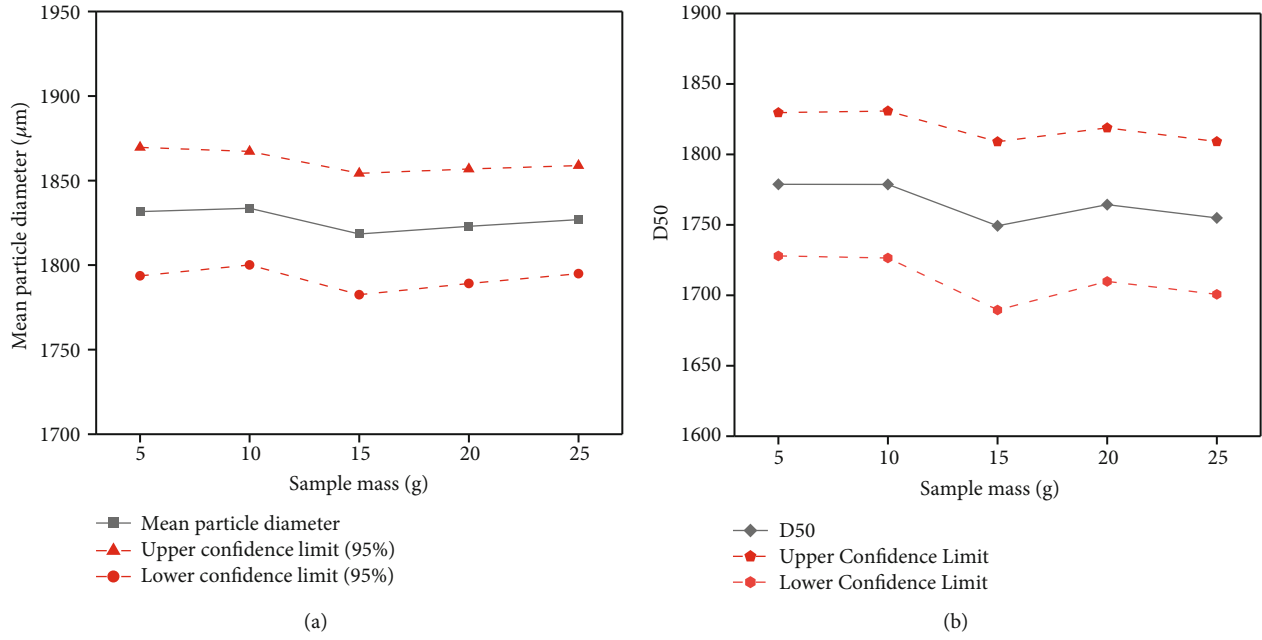 1950
1900
1850
1800
1750
1700
Mean particle diameter (μm)
5 10 15 20 25
Sample mass (g)
Mean particle diameter
Upper confidence limit (95%)
Lower confidence limit (95%)
(a)
1900
1850
1800
1750
1700
1650
1600
D50
5 10 15 20 25
Sample mass (g)
D50
Upper Confidence Limit
Lower Confidence Limit
(b)